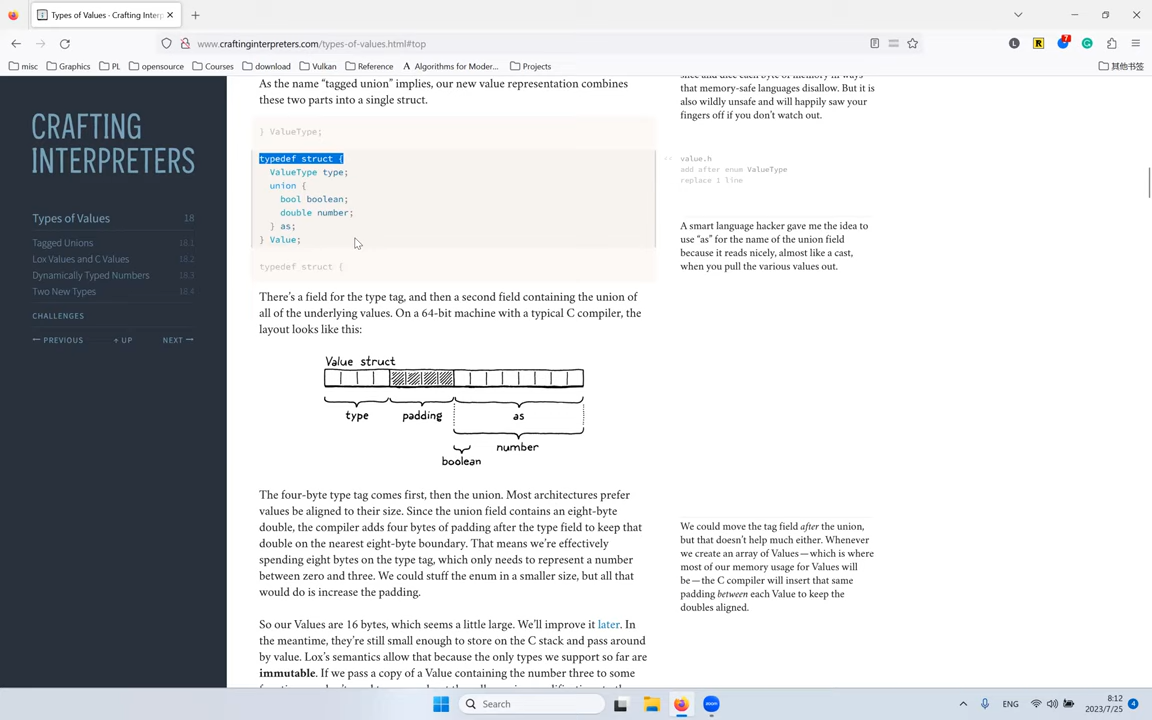 Types of Values - Crafting Interp
www.craftinginterpreters.com/types-of-values.html#top
misc
Graphics
PL
opensource
Courses
download
Vulkan
Reference
Algorithms for Moder...
Projects
其他书签
CRAFTING
INTERPRETERS
Types of Values 18
Tagged Unions 18.1
Lox Values and C Values 18.2
Dynamically Typed Numbers 18.3
Two New Types 18.4
CHALLENGES
← PREVIOUS ↑ UP NEXT →
As the name “tagged union” implies, our new value representation combines
these two parts into a single struct.
} ValueType;
typedef struct {
ValueType type;
union {
bool boolean;
double number;
} as;
} Value;
typedef struct {
There’s a field for the type tag, and then a second field containing the union of
all of the underlying values. On a 64-bit machine with a typical C compiler, the
layout looks like this:
Value struct
type padding as
number
boolean
The four-byte type tag comes first, then the union. Most architectures prefer
values be aligned to their size. Since the union field contains an eight-byte
double, the compiler adds four bytes of padding after the type field to keep that
double on the nearest eight-byte boundary. That means we’re effectively
spending eight bytes on the type tag, which only needs to represent a number
between zero and three. We could stuff the enum in a smaller size, but all that
would do is increase the padding.
So our Values are 16 bytes, which seems a little large. We’ll improve it later. In
the meantime, they’re still small enough to store on the C stack and pass around
by value. Lox’s semantics allow that because the only types we support so far are
immutable. If we pass a copy of a Value containing the number three to some
that memory-safe languages disallow. But it is
also wildly unsafe and will happily saw your
fingers off if you don’t watch out.
value.h
add after enum ValueType
replace 1 line
A smart language hacker gave me the idea to
use “as” for the name of the union field
because it reads nicely, almost like a cast,
when you pull the various values out.
We could move the tag field after the union,
but that doesn’t help much either. Whenever
we create an array of Values—which is where
most of our memory usage for Values will
be—the C compiler will insert that same
padding between each Value to keep the
doubles aligned.
Search
zoom
ENG
8:12
2023/7/25
4
7